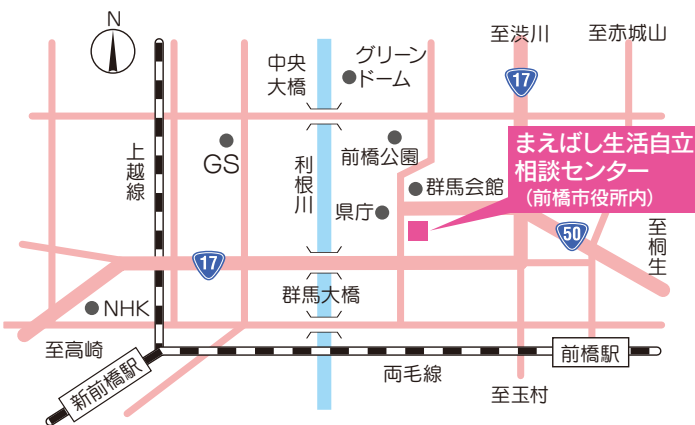 N
至渋川
至赤城山
グリーン
ドーム
中央
大橋
17
まえばし生活自立
相談センター
(前橋市役所内)
上越線
GS
利根川
前橋公園
群馬会館
県庁
50
至桐生
17
群馬大橋
NHK
至高崎
新前橋駅
両毛線
前橋駅
至玉村